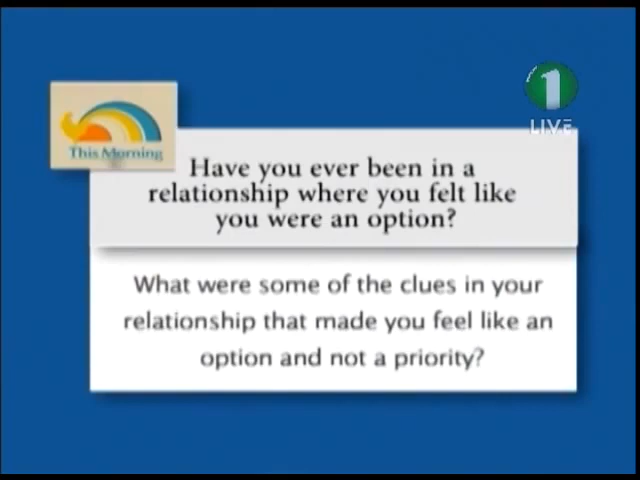 1
LIVE
This Morning
Have you ever been in a
relationship where you felt like
you were an option?
What were some of the clues in your
relationship that made you feel like an
option and not a priority?